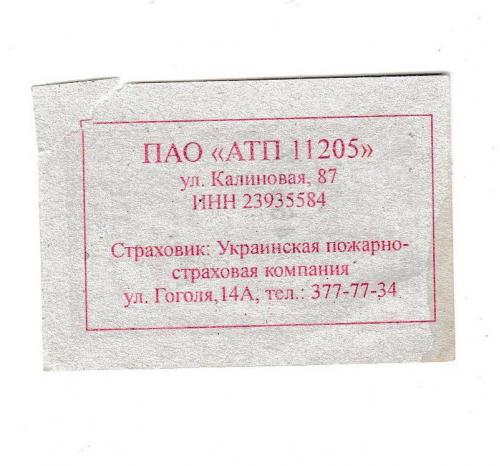 ПАО «АТП 11205»
ул. Калиновая, 87
ИНН 23935584
Страховик: Украинская пожарно-
страховая компания
ул. Гоголя,14А, тел.: 377-77-34